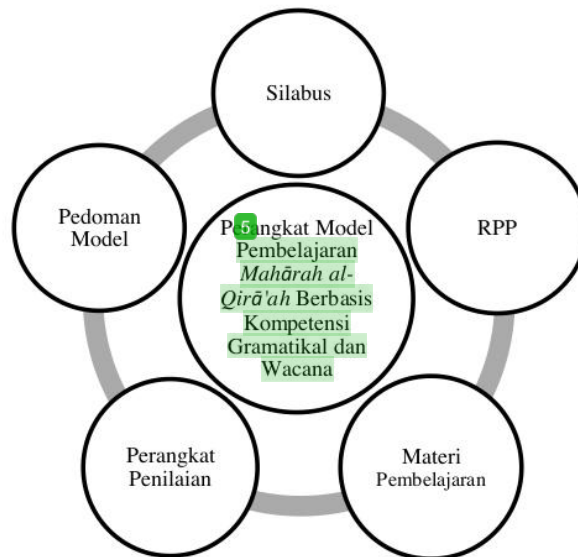 Silabus
Pedoman
Model
RPP
5
Perangkat Model
Pembelajaran
Mahārah al-
Qirā'ah Berbasis
Kompetensi
Gramatikal dan
Wacana
Perangkat
Penilaian
Materi
Pembelajaran